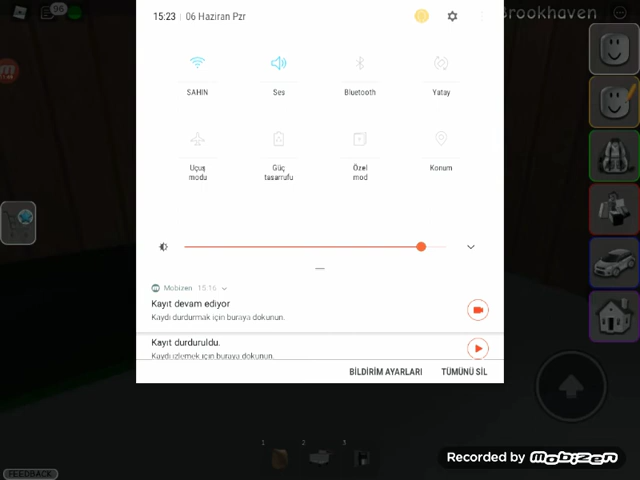 96
Brookhaven
15:23 | 06 Haziran Pzr
SAHIN
Ses
Bluetooth
Yatay
Uçuş
modu
Güç
tasarrufu
Özel
mod
Konum
Mobizen 15:16
Kayıt devam ediyor
Kaydı durdurmak için buraya dokunun.
Kayıt durduruldu.
Kaydı izlemek için buraya dokunun.
BİLDİRİM AYARLARI
TÜMÜNÜ SİL
1
2
3
Recorded by Mobizen
FEEDBACK